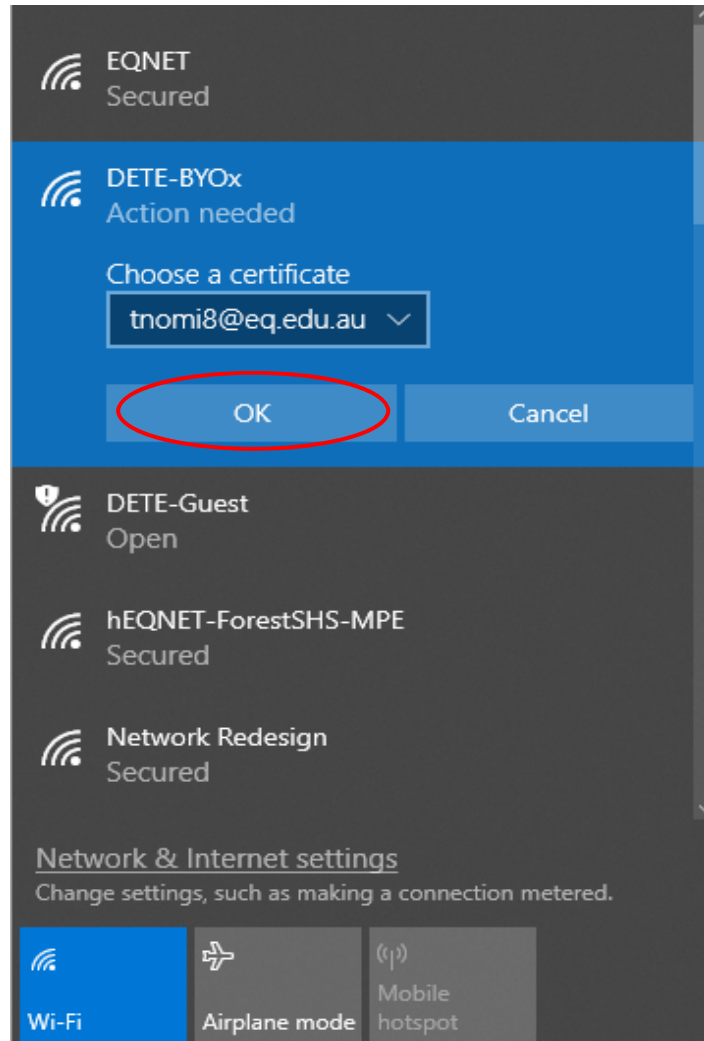 EQNET
Secured
DETE-BYOx
Action needed
Choose a certificate
tnomi8@eq.edu.au
OK Cancel
DETE-Guest
Open
hEQNET-ForestSHS-MPE
Secured
Network Redesign
Secured
Network & Internet settings
Change settings, such as making a connection metered.
Wi-Fi
Airplane mode
Mobile
hotspot